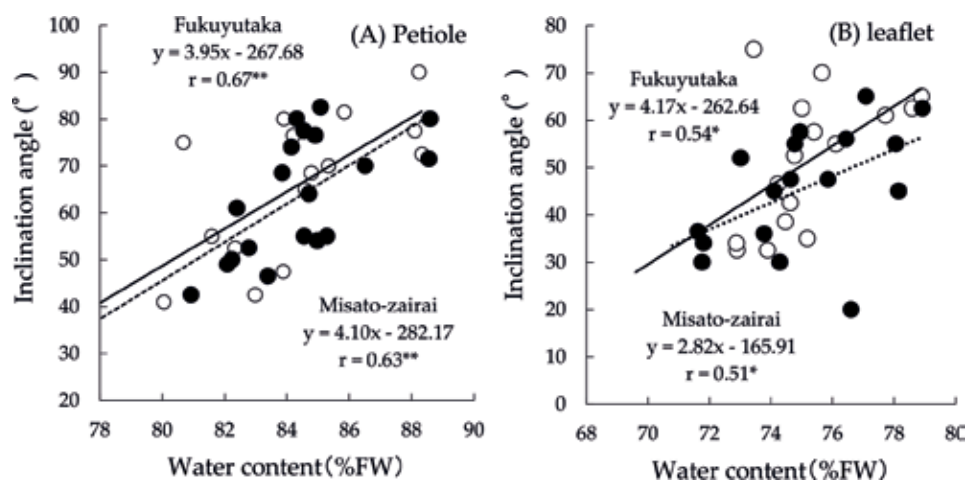 (A) Petiole
Fukuyutaka
y = 3.95x - 267.68
r = 0.67**
Misato-zairai
y = 4.10x - 282.17
r = 0.63**
Inclination angle (°)
100
90
80
70
60
50
40
30
20
78 80 82 84 86 88 90
Water content (%FW)
(B) leaflet
Fukuyutaka
y = 4.17x - 262.64
r = 0.54*
Misato-zairai
y = 2.82x - 165.91
r = 0.51*
Inclination angle (°)
80
70
60
50
40
30
20
10
0
68 70 72 74 76 78 80
Water content (%FW)